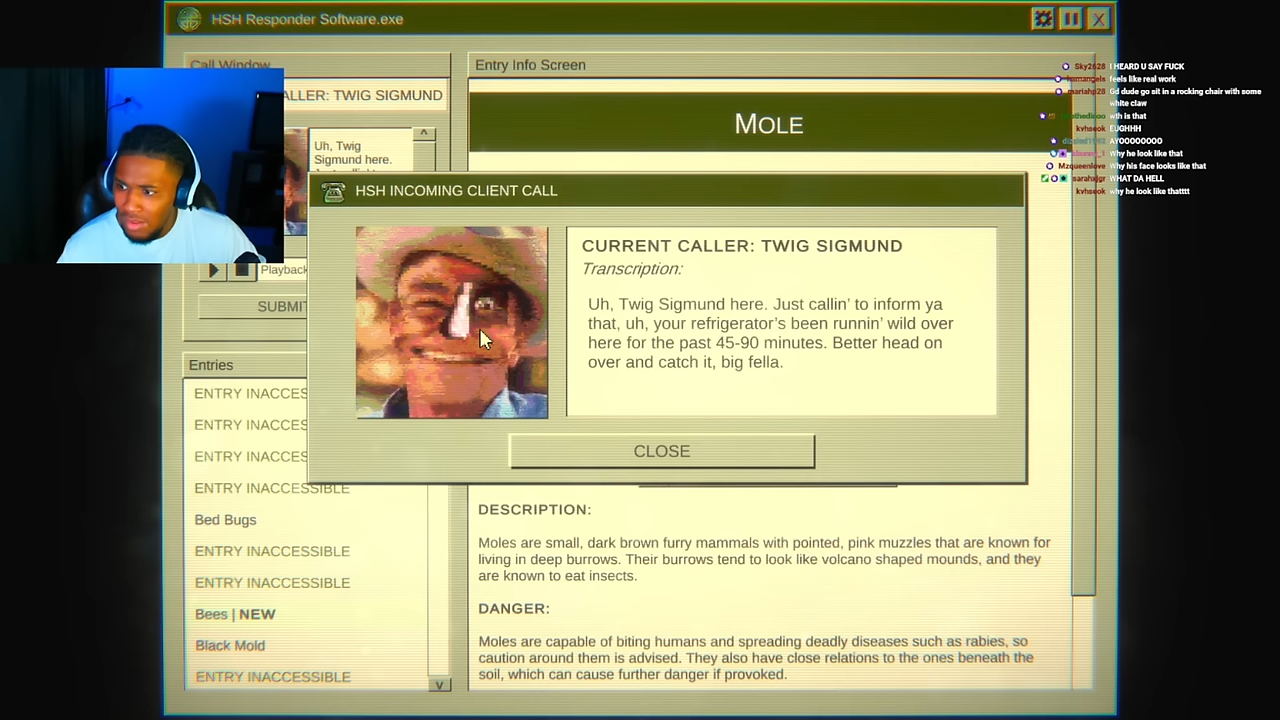 HSH Responder Software.exe
X
Call Window
ALLER: TWIG SIGMUND
Uh, Twig
Sigmund here.
Playback
SUBMIT
Entries
ENTRY INACCES
ENTRY INACCES
ENTRY INACCES
ENTRY INACCESSIBLE
Bed Bugs
ENTRY INACCESSIBLE
ENTRY INACCESSIBLE
Bees | NEW
Black Mold
ENTRY INACCESSIBLE
Entry Info Screen
MOLE
HSH INCOMING CLIENT CALL
CURRENT CALLER: TWIG SIGMUND
Transcription:
Uh, Twig Sigmund here. Just callin' to inform ya
that, uh, your refrigerator's been runnin' wild over
here for the past 45-90 minutes. Better head on
over and catch it, big fella.
CLOSE
DESCRIPTION:
Moles are small, dark brown furry mammals with pointed, pink muzzles that are known for
living in deep burrows. Their burrows tend to look like volcano shaped mounds, and they
are known to eat insects.
DANGER:
Moles are capable of biting humans and spreading deadly diseases such as rabies, so
caution around them is advised. They also have close relations to the ones beneath the
soil, which can cause further danger if provoked.
Sky2628 I HEARD U SAY FUCK
feels like real work
mariahp28 Gd dude go sit in a rocking chair with some
white claw
wth is that
kvhsook EUGHHH
AYOOOOOOO
Why he look like that
Mzqueenlove Why his face looks like that
sarahxjgr WHAT DA HELL
kvhsook why he look like thatttt